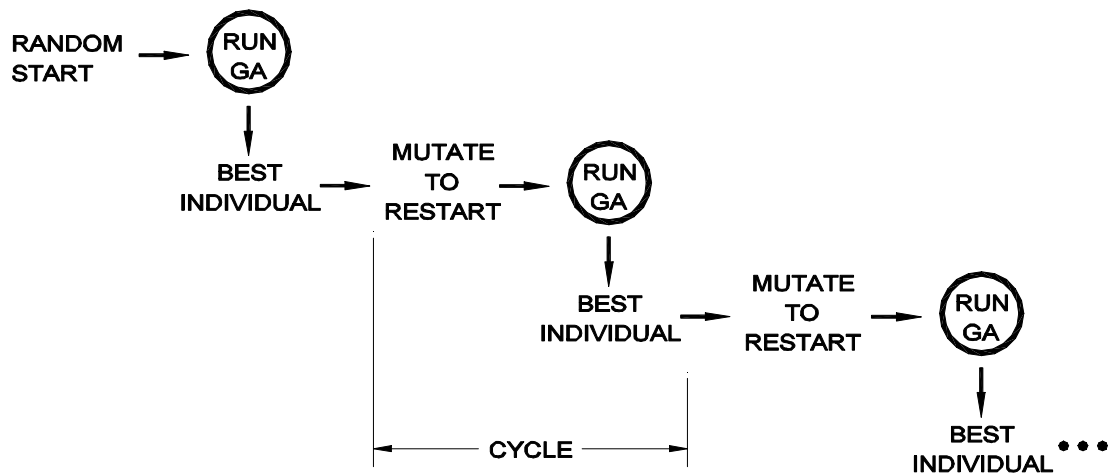 RANDOM
START
RUN
GA
BEST
INDIVIDUAL
MUTATE
TO
RESTART
RUN
GA
BEST
INDIVIDUAL
MUTATE
TO
RESTART
RUN
GA
BEST
INDIVIDUAL
CYCLE